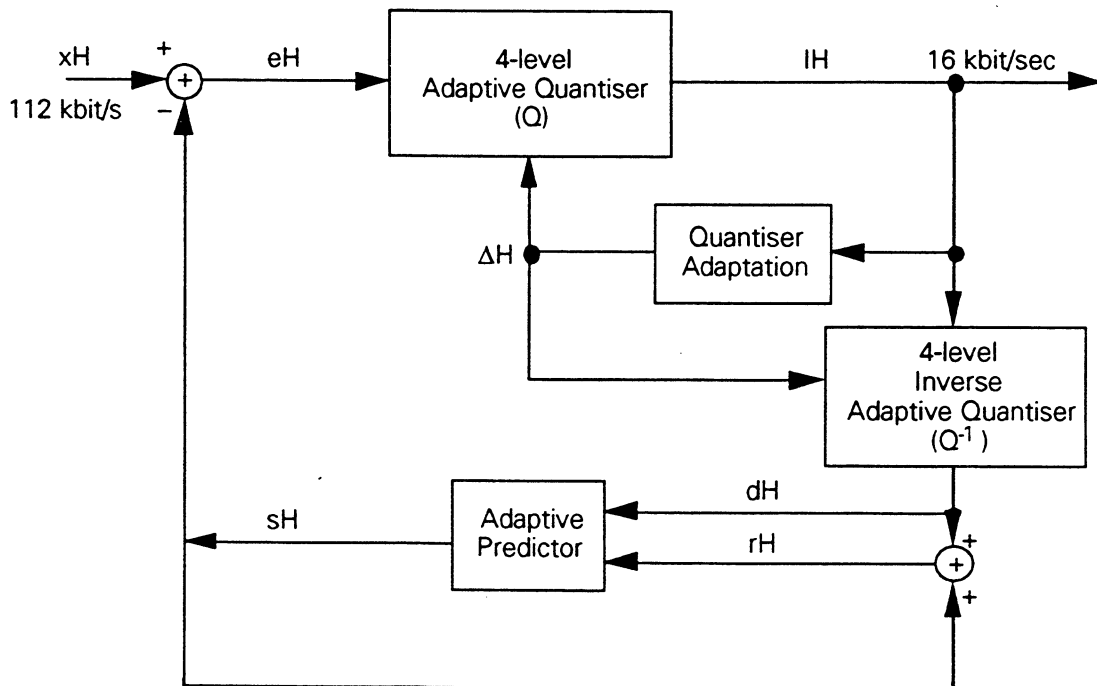 xH
+
eH
4-level
Adaptive Quantiser
(Q)
IH
16 kbit/sec
+
112 kbit/s
−
ΔH
Quantiser
Adaptation
4-level
Inverse
Adaptive Quantiser
(Q-1 )
sH
Adaptive
Predictor
dH
rH
+
+
+